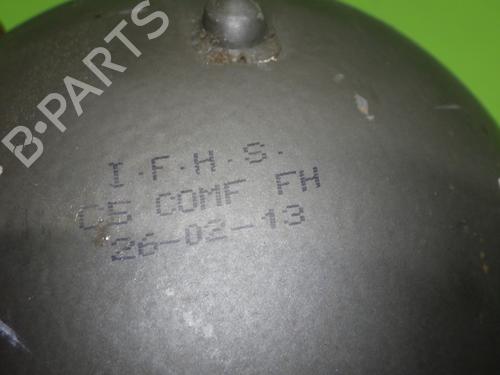 B-PARTS
I.F.H.S.
C5 COMF FH
26-02-13